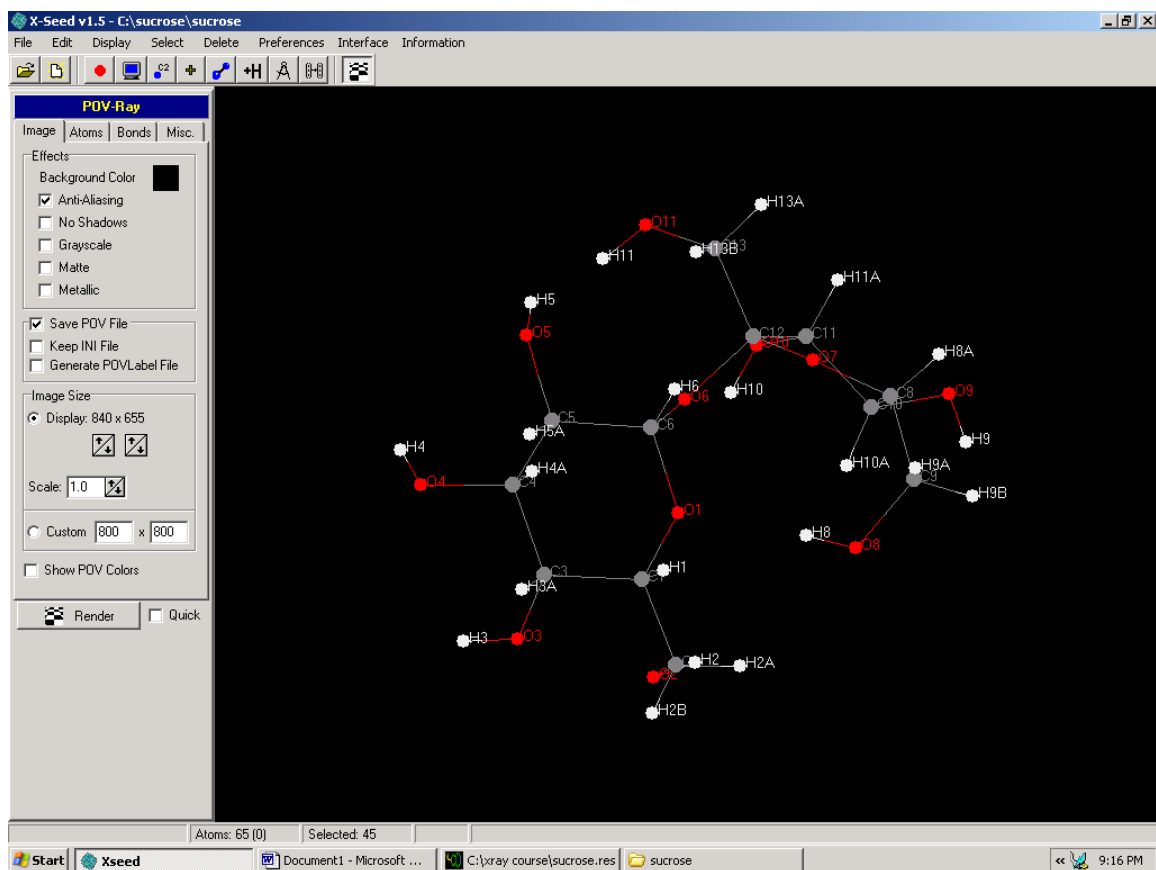 X-Seed v1.5 - C:\sucrose\sucrose
File Edit Display Select Delete Preferences Interface Information
C2 +H Å
POV-Ray
Image Atoms Bonds Misc.
Effects
Background Color
Anti-Aliasing
No Shadows
Grayscale
Matte
Metallic
Save POV File
Keep INI File
Generate POVLabel File
Image Size
Display: 840 x 655
Scale: 1.0
Custom 800 x 800
Show POV Colors
Render Quick
H13A
O11
H13B
H11
H11A
H5
O5
C12 C11
O7
H8A
H6
O6
H10
C8
O9
C5
C6
H5A
H4
H9
H4A
H10A
H9A
O4
C4
C9
H9B
O1
H8
O8
C3
H1
H3A
H3
O3
H2
H2A
H2B
Atoms: 65 (0) Selected: 45
Start Xseed Document1 - Microsoft ... C:\xray course\sucrose.res sucrose « 9:16 PM